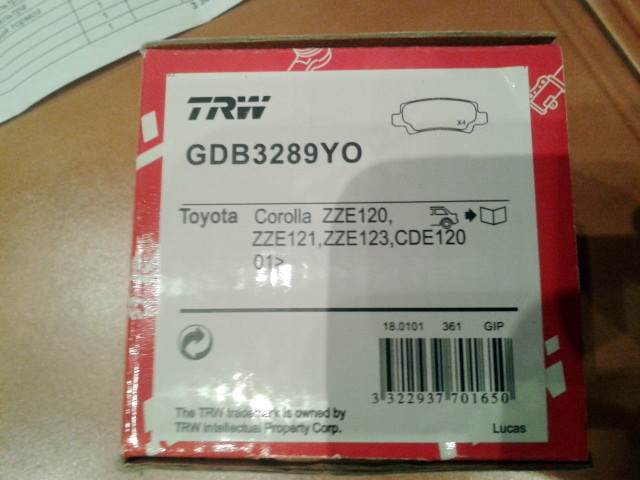 TRW
X4
GDB3289YO
Toyota Corolla ZZE120,
ZZE121,ZZE123,CDE120
01>
18.0101 361 GIP
3 322937 701650
The TRW trademark is owned by
TRW Intellectual Property Corp.
Lucas